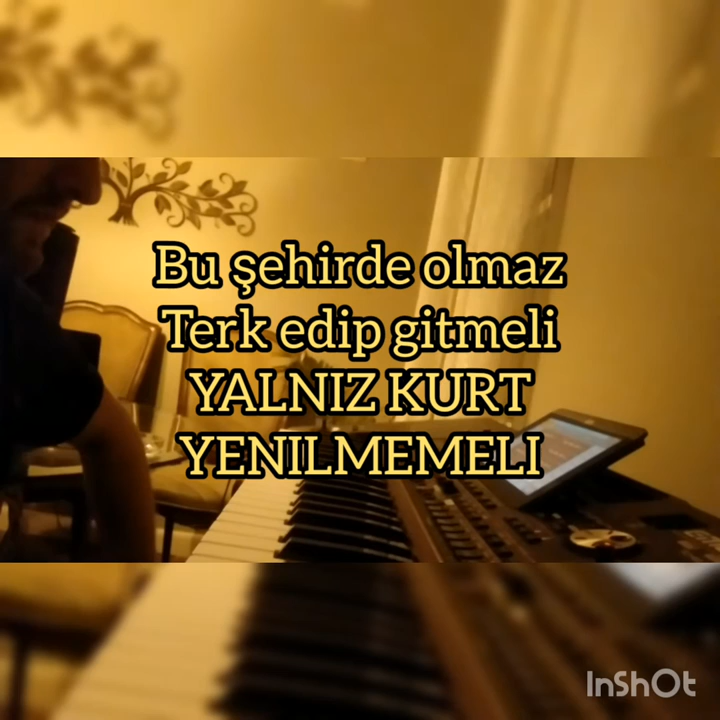 Bu şehirde olmaz
Terk edip gitmeli
YALNIZ KURT
YENILMEMELI
InShOt